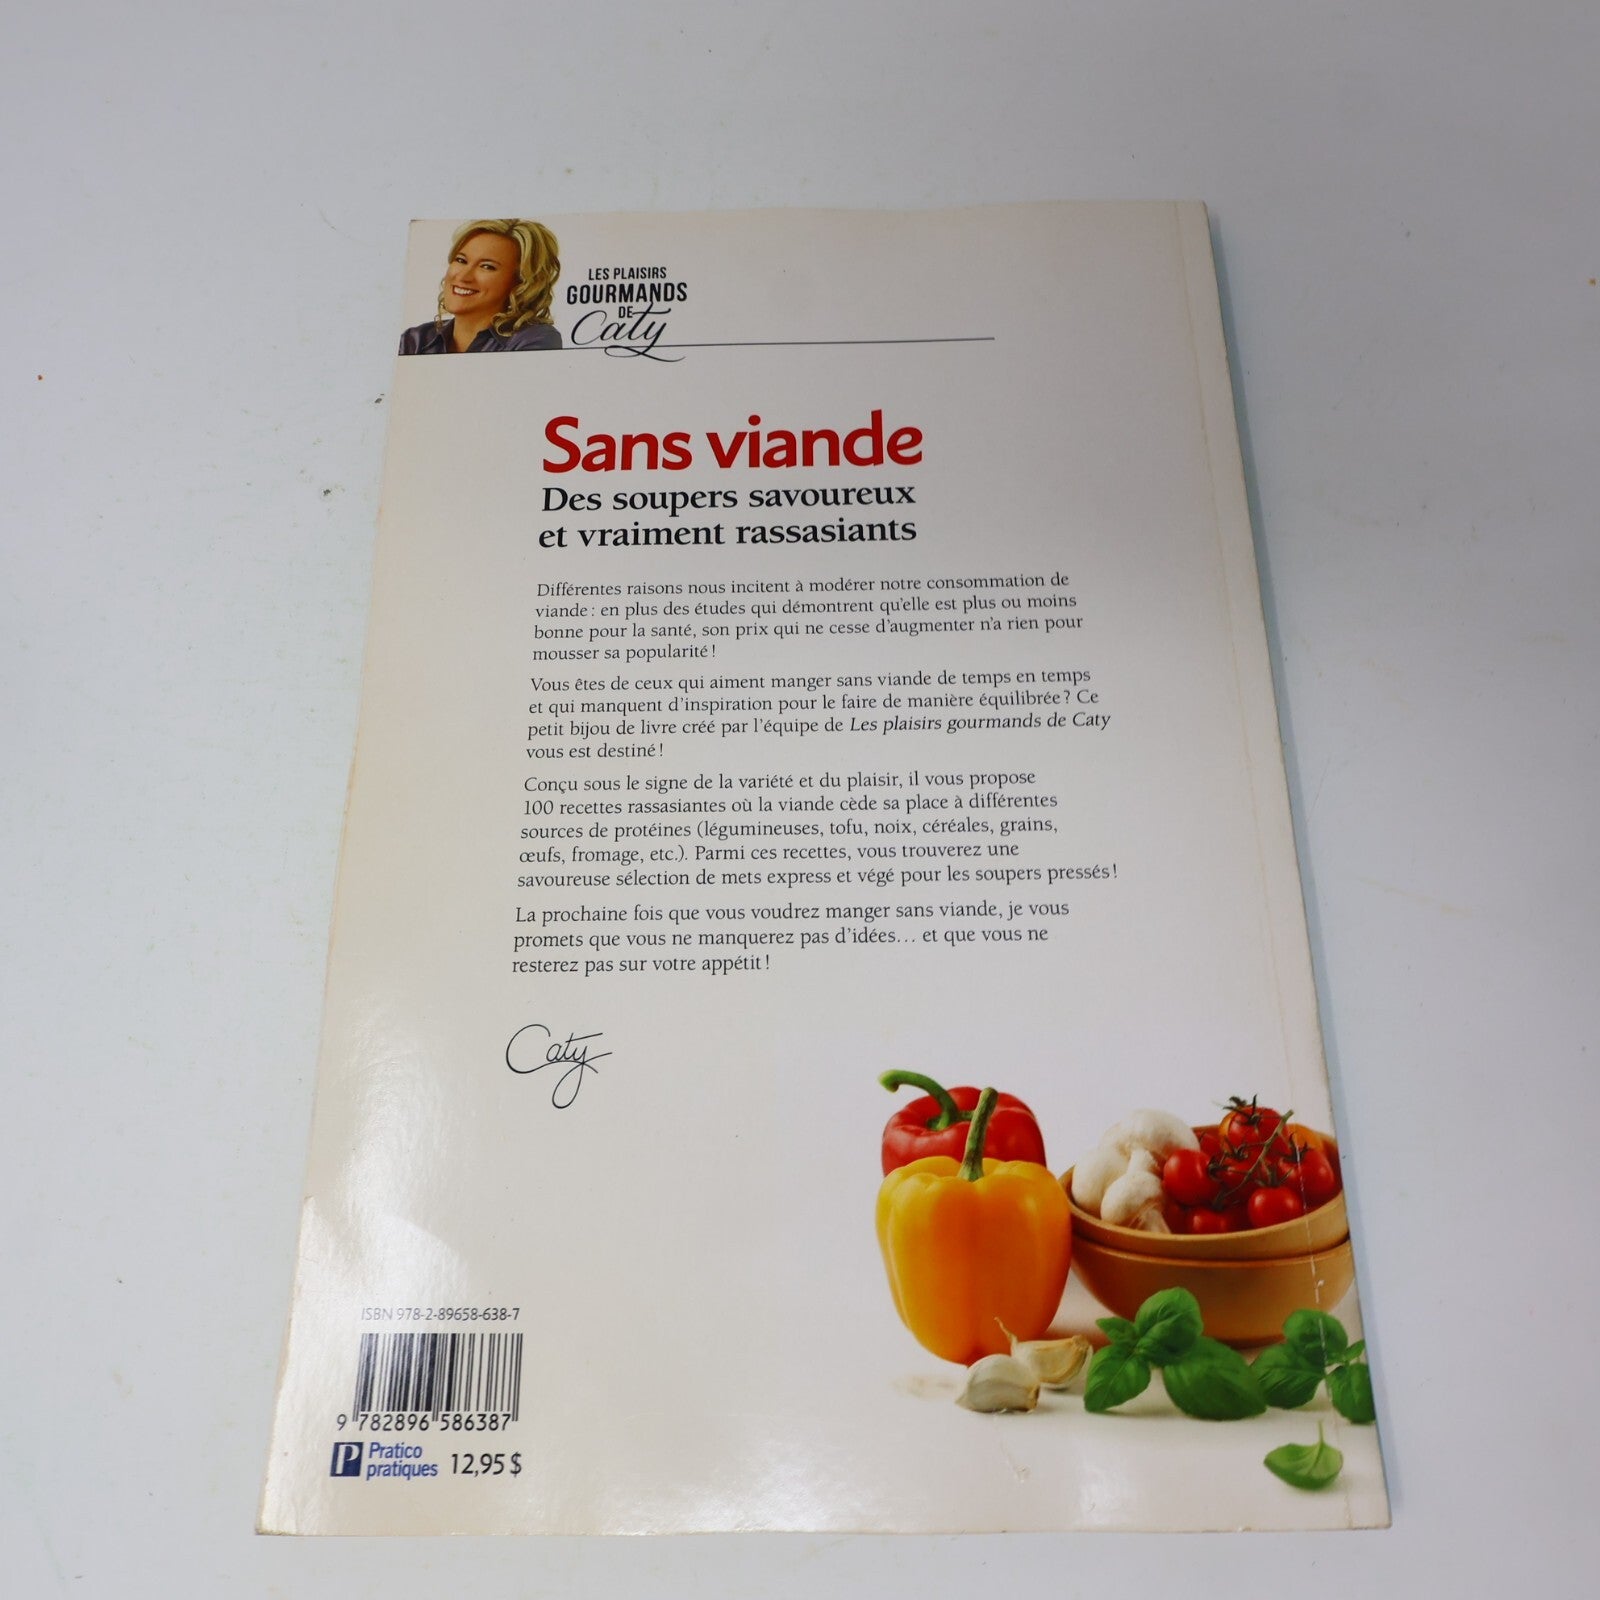 LES PLAISIRS
GOURMANDS
DE
Caty
Sans viande
Des soupers savoureux
et vraiment rassasiants
Différentes raisons nous incitent à modérer notre consommation de
viande : en plus des études qui démontrent qu'elle est plus ou moins
bonne pour la santé, son prix qui ne cesse d'augmenter n'a rien pour
mousser sa popularité !
Vous êtes de ceux qui aiment manger sans viande de temps en temps
et qui manquent d'inspiration pour le faire de manière équilibrée ? Ce
petit bijou de livre créé par l'équipe de Les plaisirs gourmands de Caty
vous est destiné !
Conçu sous le signe de la variété et du plaisir, il vous propose
100 recettes rassasiantes où la viande cède sa place à différentes
sources de protéines (légumineuses, tofu, noix, céréales, grains,
œufs, fromage, etc.). Parmi ces recettes, vous trouverez une
savoureuse sélection de mets express et végé pour les soupers pressés !
La prochaine fois que vous voudrez manger sans viande, je vous
promets que vous ne manquerez pas d'idées... et que vous ne
resterez pas sur votre appétit !
Caty
ISBN 978-2-89658-638-7
9 782896 586387
P Pratico
pratiques 12,95 $